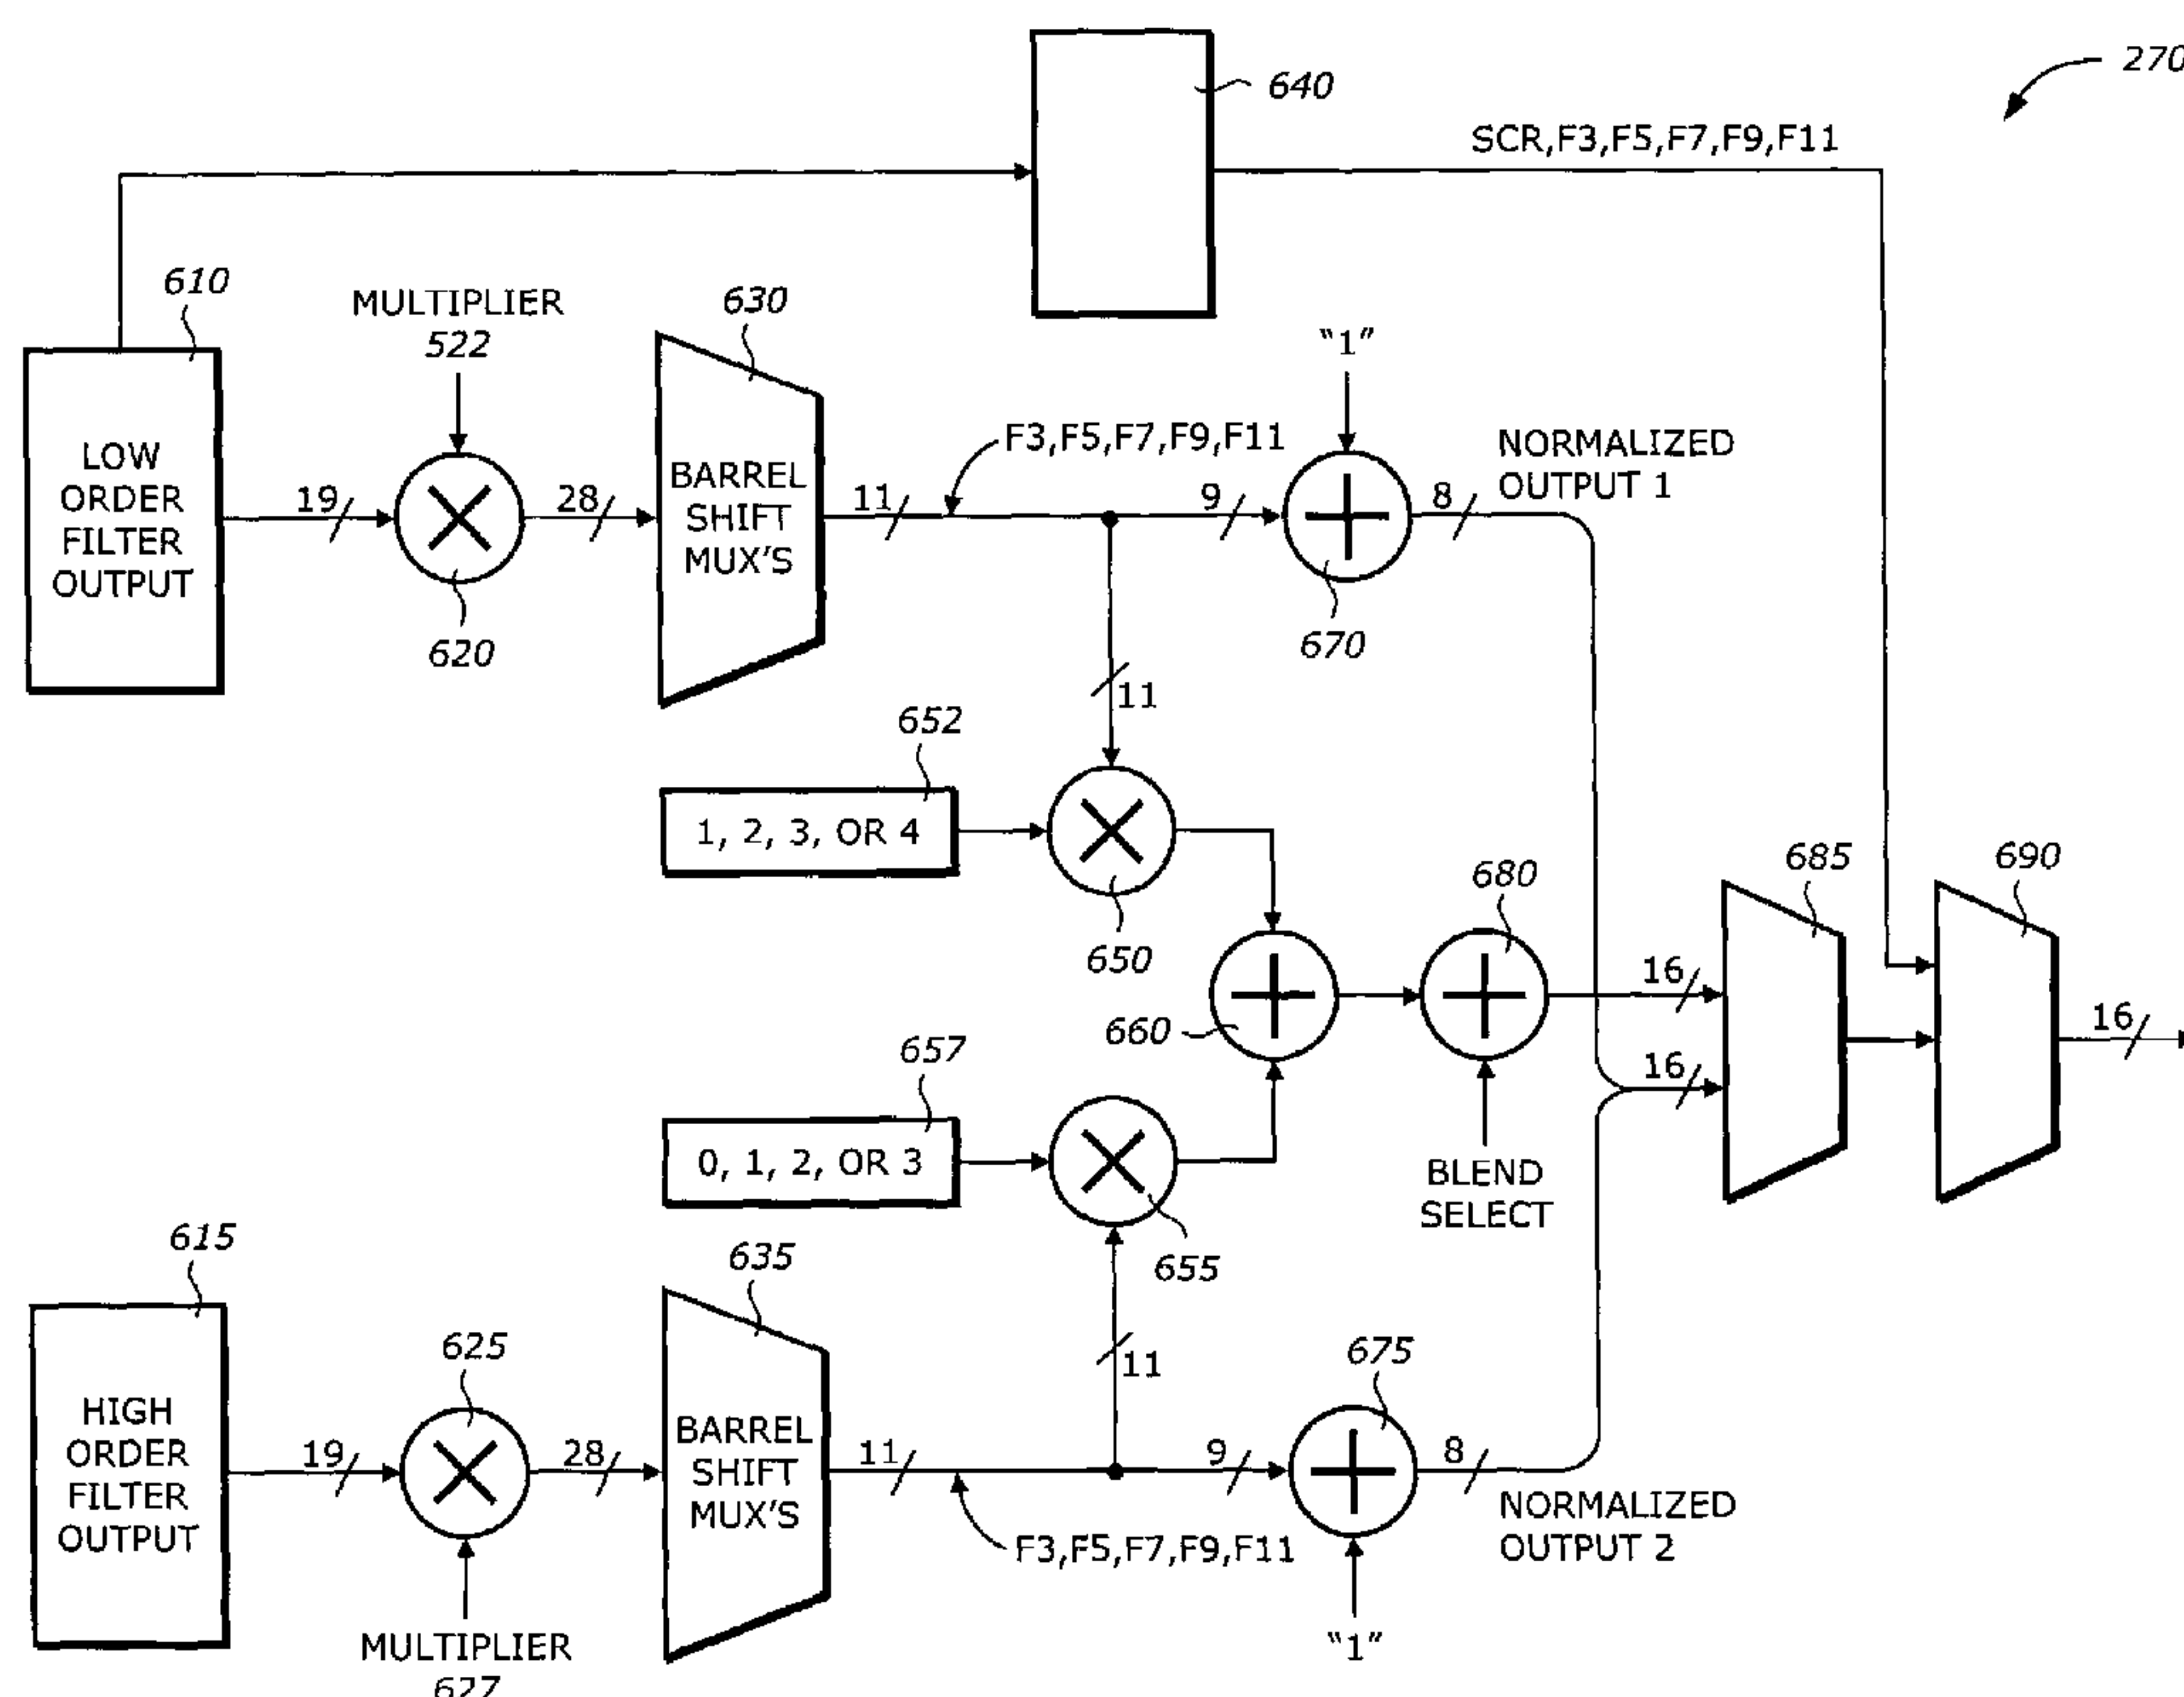 270
640
SCR,F3,F5,F7,F9,F11
610
MULTIPLIER
522
630
"1"
LOW
ORDER
FILTER
OUTPUT
19
28
BARREL
SHIFT
MUX'S
11
F3,F5,F7,F9,F11
9
8
NORMALIZED
OUTPUT 1
620
670
11
652
1, 2, 3, OR 4
650
680
685
690
660
16
16
16
657
0, 1, 2, OR 3
655
BLEND
SELECT
615
625
635
11
675
HIGH
ORDER
FILTER
OUTPUT
19
28
BARREL
SHIFT
MUX'S
11
F3,F5,F7,F9,F11
9
8
NORMALIZED
OUTPUT 2
MULTIPLIER
627
"1"